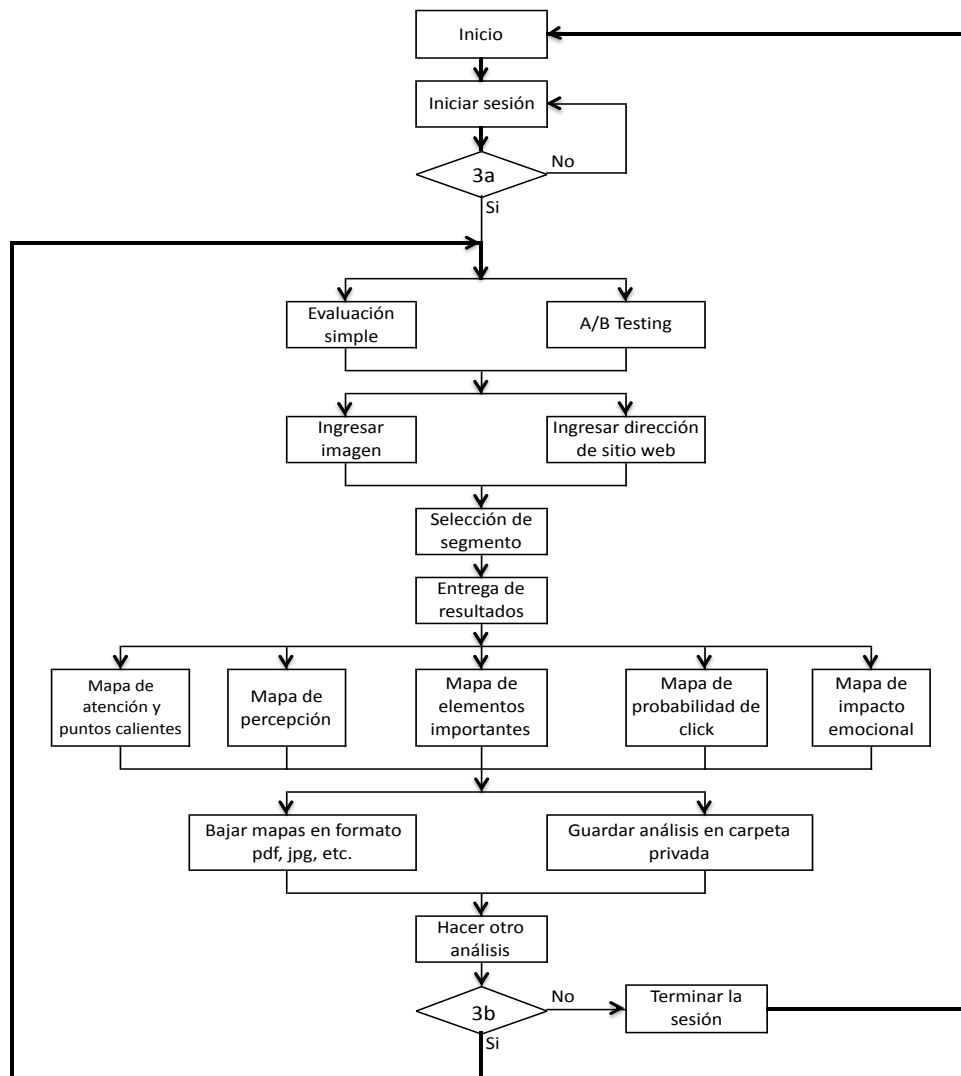 Inicio
Iniciar sesión
3a
No
Si
Evaluación
simple
A/B Testing
Ingresar
imagen
Ingresar dirección
de sitio web
Selección de
segmento
Entrega de
resultados
Mapa de
atención y
puntos calientes
Mapa de
percepción
Mapa de
elementos
importantes
Mapa de
probabilidad de
click
Mapa de
impacto
emocional
Bajar mapas en formato
pdf, jpg, etc.
Guardar análisis en carpeta
privada
Hacer otro
análisis
3b
No
Si
Terminar la
sesión